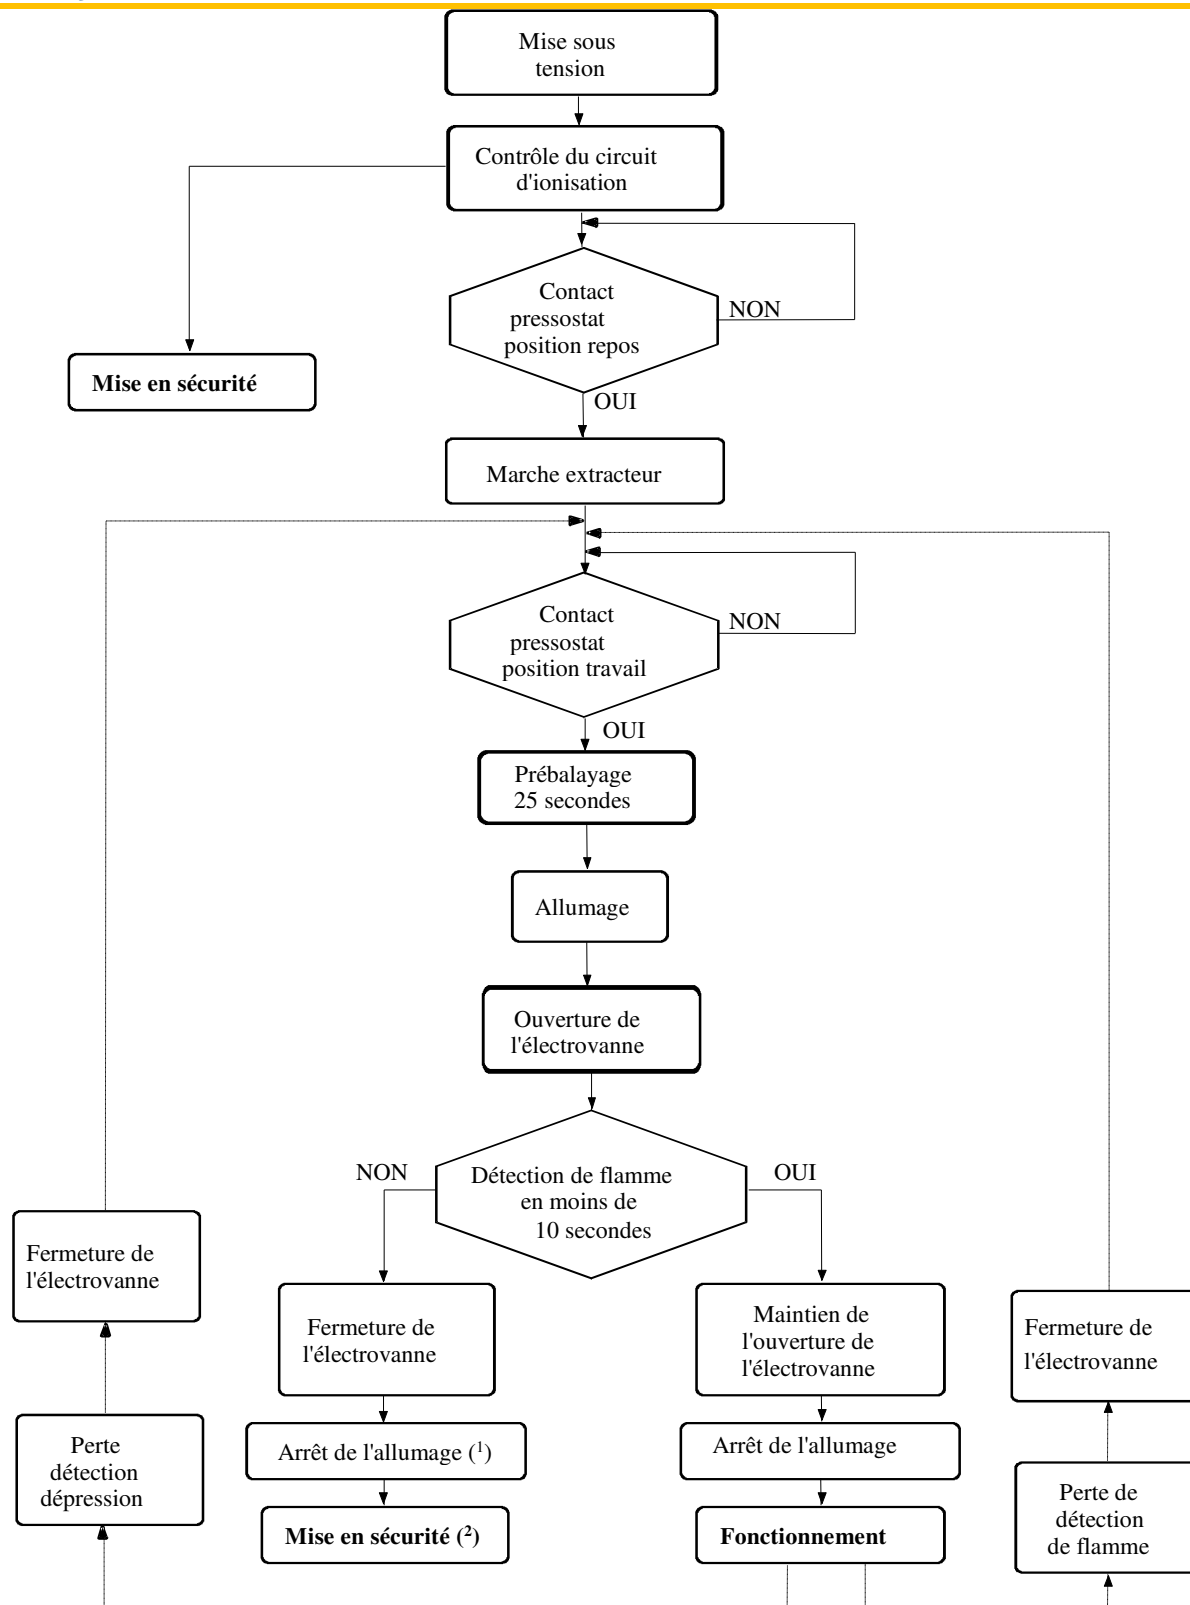 Mise sous
tension
Contrôle du circuit
d'ionisation
Contact
pressostat
position repos
NON
Mise en sécurité
OUI
Marche extracteur
Contact
pressostat
position travail
NON
OUI
Prébalayage
25 secondes
Allumage
Ouverture de
l'électrovanne
NON
Détection de flamme
en moins de
10 secondes
OUI
Fermeture de
l'électrovanne
Fermeture de
l'électrovanne
Maintien de
l'ouverture de
l'électrovanne
Fermeture de
l'électrovanne
Perte
détection
dépression
Arrêt de l'allumage (¹)
Arrêt de l'allumage
Perte de
détection
de flamme
Mise en sécurité (²)
Fonctionnement